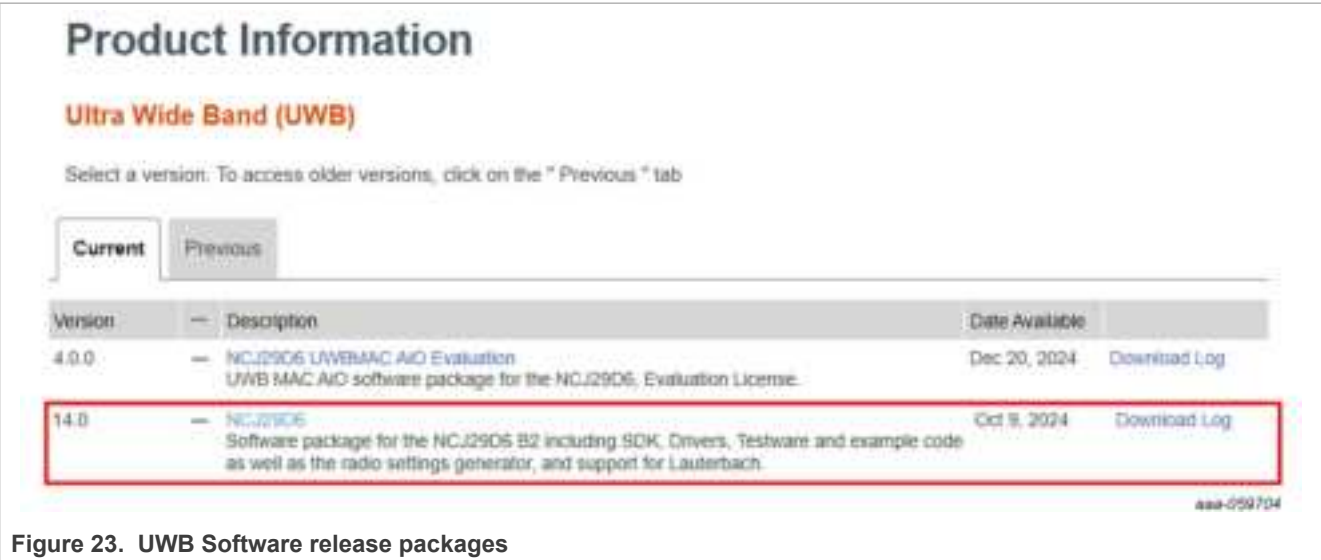 Product Information
Ultra Wide Band (UWB)
Select a version. To access older versions, click on the " Previous " tab
Current Previous
Version — Description Date Available
4.0.0 — NCJ29D6 UWBMAC AiO Evaluation Dec 20, 2024 Download Log
UWB MAC AiO software package for the NCJ29D6, Evaluation License.
14.0 — NCJ29D6 Oct 9, 2024 Download Log
Software package for the NCJ29D6 B2 including SDK, Drivers, Testware and example code
as well as the radio settings generator, and support for Lauterbach.
aaa-059704
Figure 23. UWB Software release packages